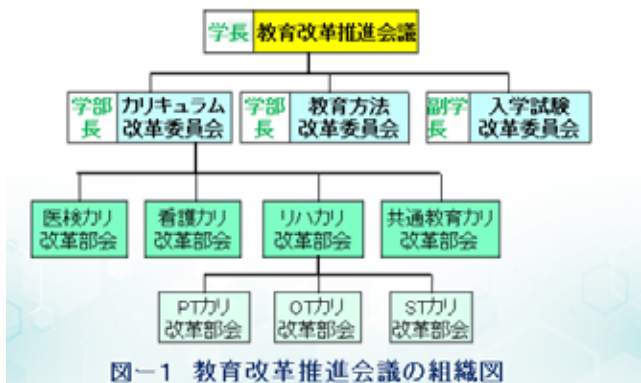 学長 教育改革推進会議
学部長 カリキュラム改革委員会
学部長 教育方法改革委員会
副学長 入学試験改革委員会
医検カリ改革部会
看護カリ改革部会
リハカリ改革部会
共通教育カリ改革部会
PTカリ改革部会
OTカリ改革部会
STカリ改革部会
図－1 教育改革推進会議の組織図